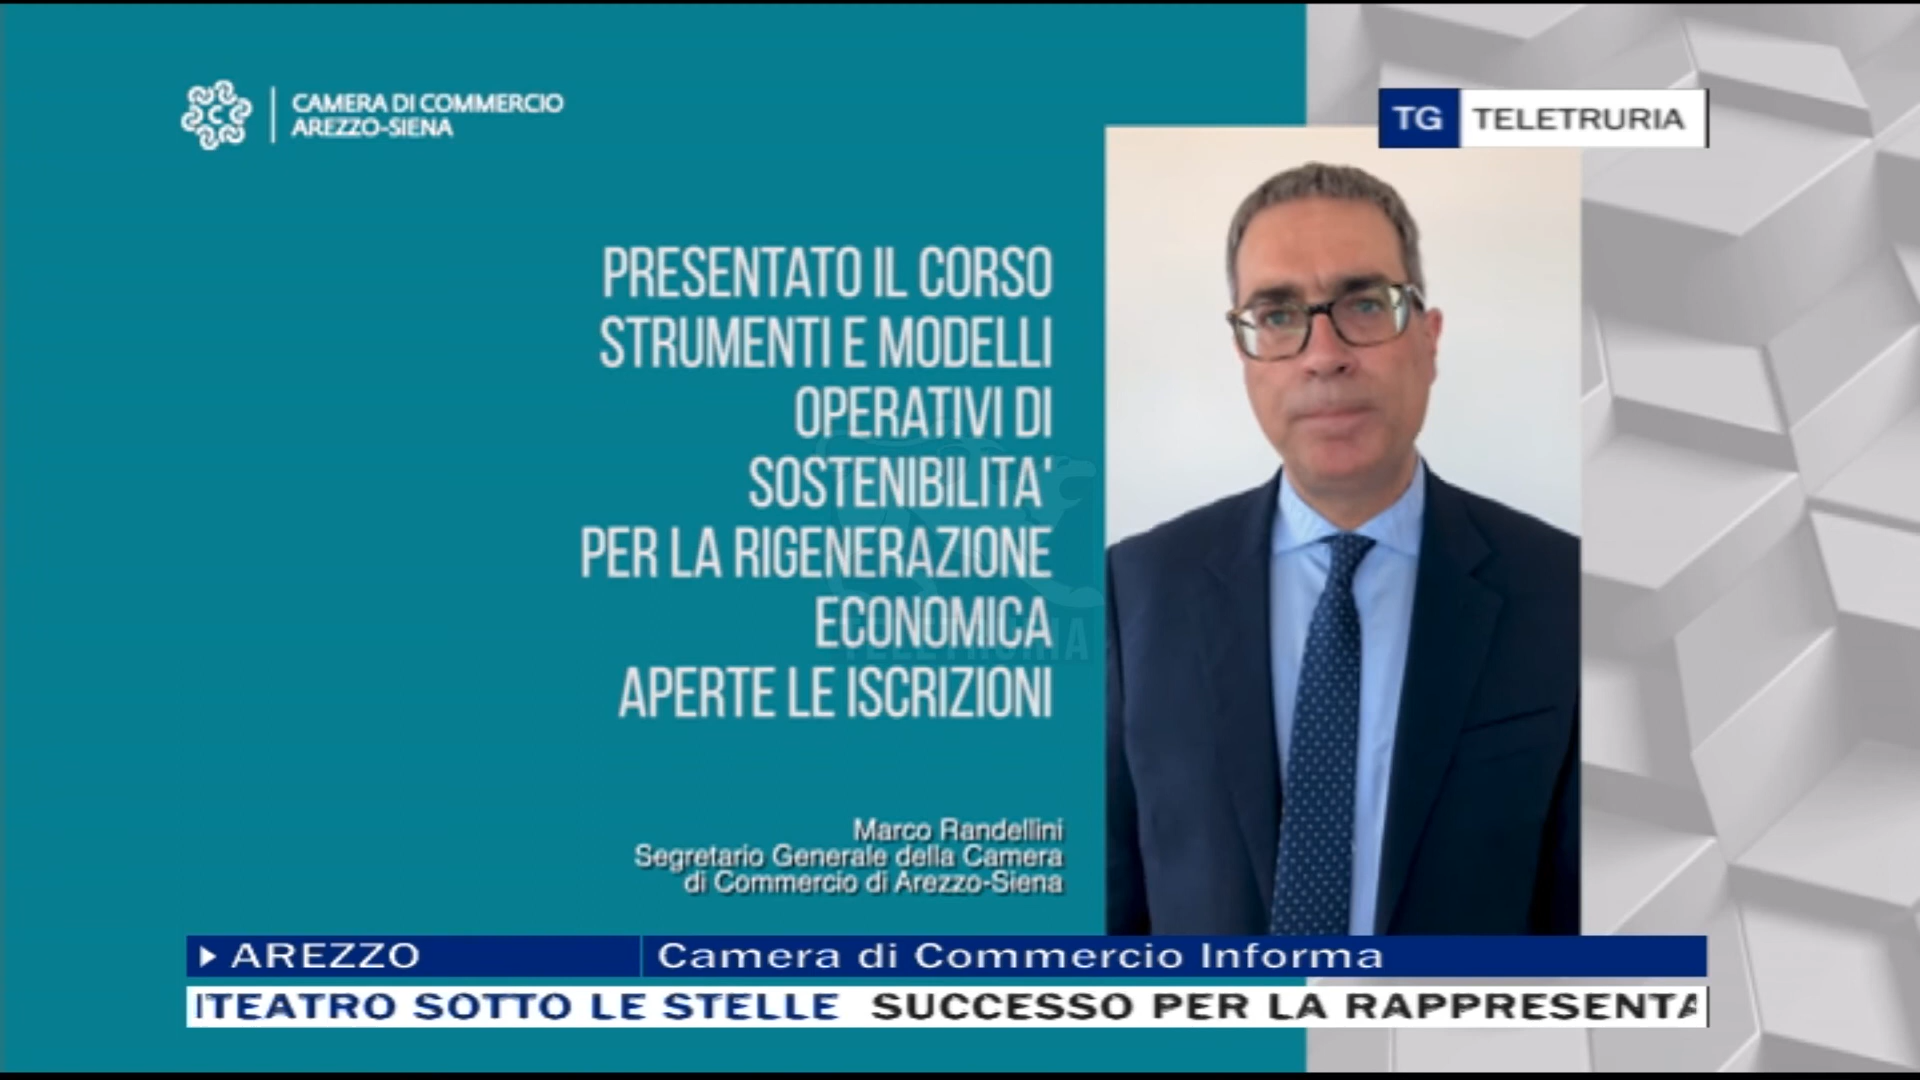 CAMERA DI COMMERCIO
AREZZO-SIENA
TG TELETRURIA
PRESENTATO IL CORSO
STRUMENTI E MODELLI
OPERATIVI DI
SOSTENIBILITA'
PER LA RIGENERAZIONE
ECONOMICA
APERTE LE ISCRIZIONI
TELETRURIA
Marco Randellini
Segretario Generale della Camera
di Commercio di Arezzo-Siena
AREZZO
Camera di Commercio Informa
TEATRO SOTTO LE STELLE SUCCESSO PER LA RAPPRESENTA